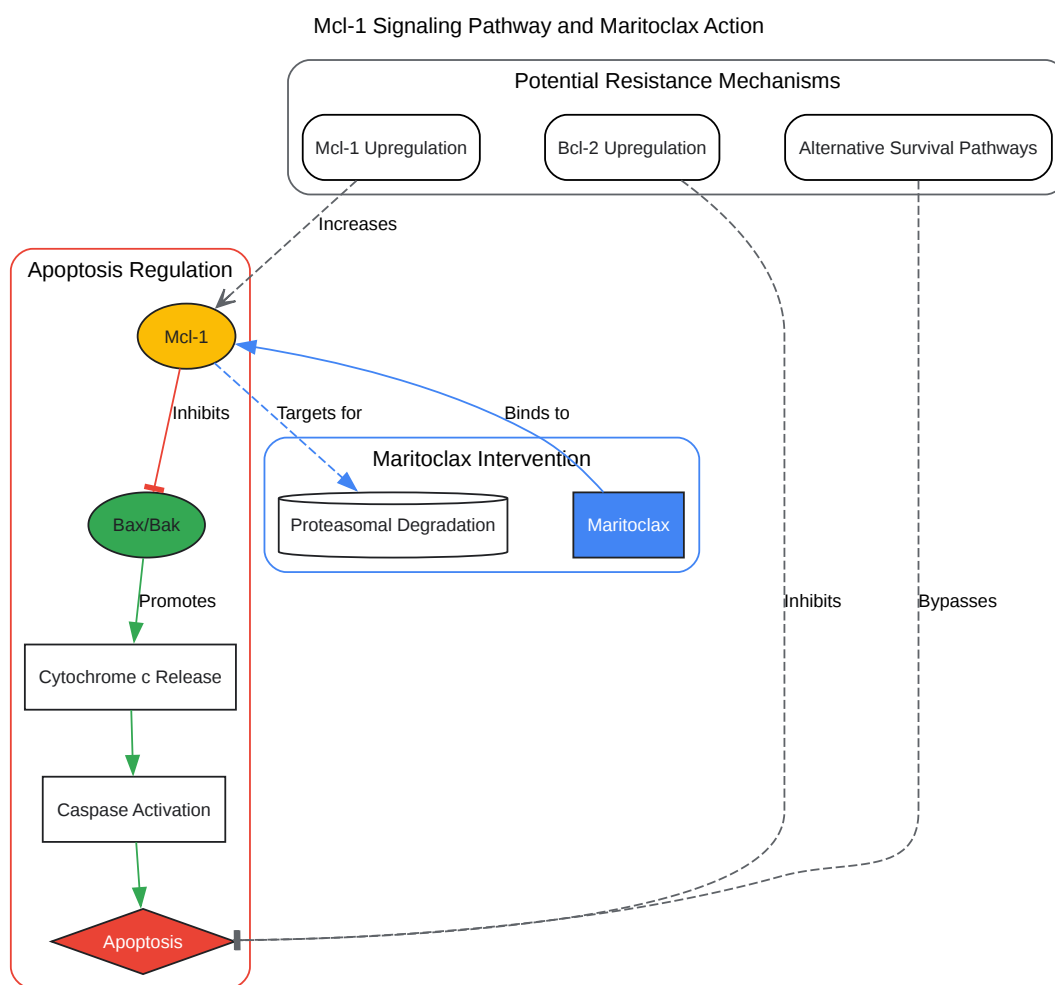 Mcl-1 Signaling Pathway and Maritoclax Action
Potential Resistance Mechanisms
Mcl-1 Upregulation
Bcl-2 Upregulation
Alternative Survival Pathways
Increases
Apoptosis Regulation
Mcl-1
Inhibits
Targets for
Binds to
Maritoclax Intervention
Bax/Bak
Proteasomal Degradation
Maritoclax
Promotes
Inhibits
Bypasses
Cytochrome c Release
Caspase Activation
Apoptosis